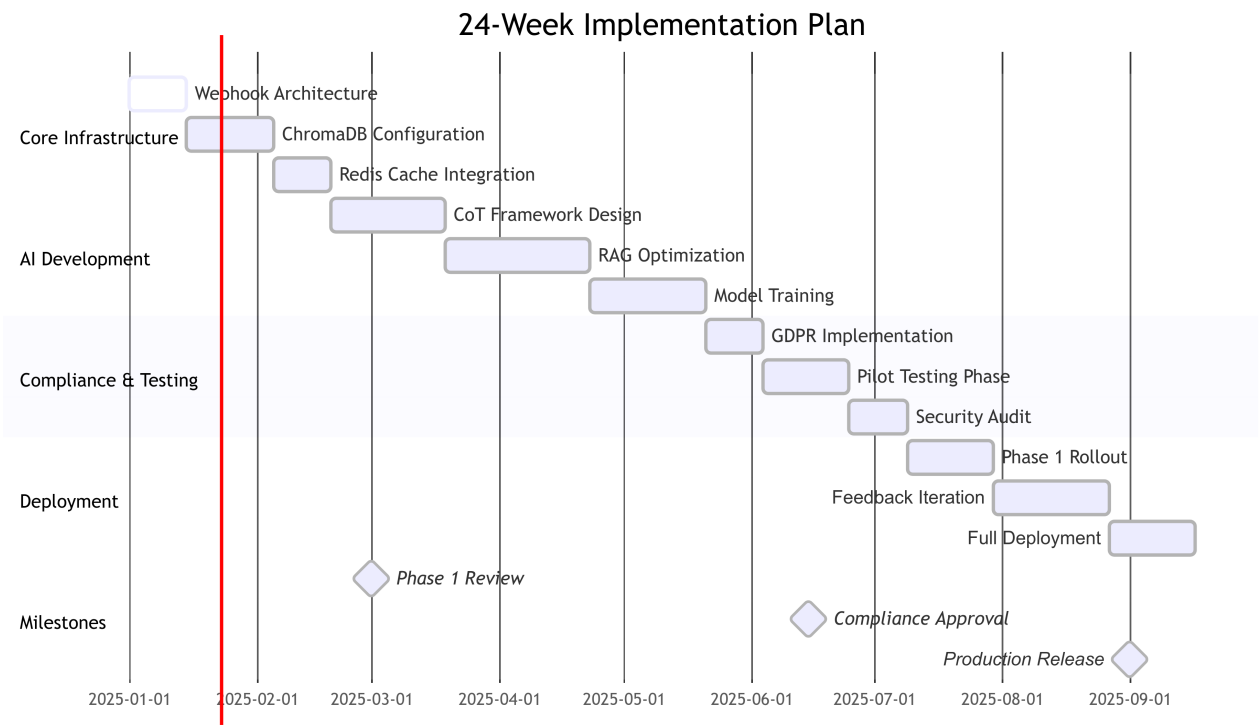 24-Week Implementation Plan
Webhook Architecture
Core Infrastructure
ChromaDB Configuration
Redis Cache Integration
CoT Framework Design
AI Development
RAG Optimization
Model Training
GDPR Implementation
Compliance & Testing
Pilot Testing Phase
Security Audit
Phase 1 Rollout
Deployment
Feedback Iteration
Full Deployment
Phase 1 Review
Milestones
Compliance Approval
Production Release
2025-01-01 2025-02-01 2025-03-01 2025-04-01 2025-05-01 2025-06-01 2025-07-01 2025-08-01 2025-09-01